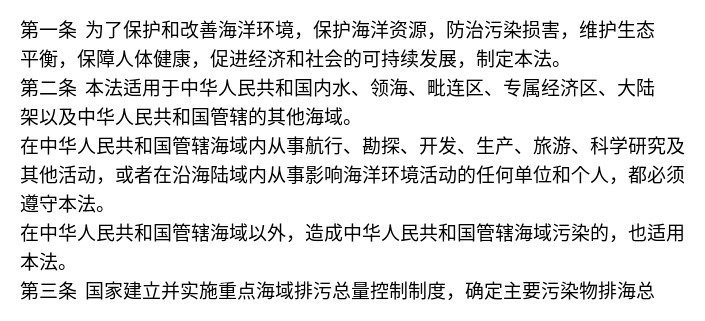 第一条 为了保护和改善海洋环境，保护海洋资源，防治污染损害，维护生态
平衡，保障人体健康，促进经济和社会的可持续发展，制定本法。
第二条 本法适用于中华人民共和国内水、领海、毗连区、专属经济区、大陆
架以及中华人民共和国管辖的其他海域。
在中华人民共和国管辖海域内从事航行、勘探、开发、生产、旅游、科学研究及
其他活动，或者在沿海陆域内从事影响海洋环境活动的任何单位和个人，都必须
遵守本法。
在中华人民共和国管辖海域以外，造成中华人民共和国管辖海域污染的，也适用
本法。
第三条 国家建立并实施重点海域排污总量控制制度，确定主要污染物排海总